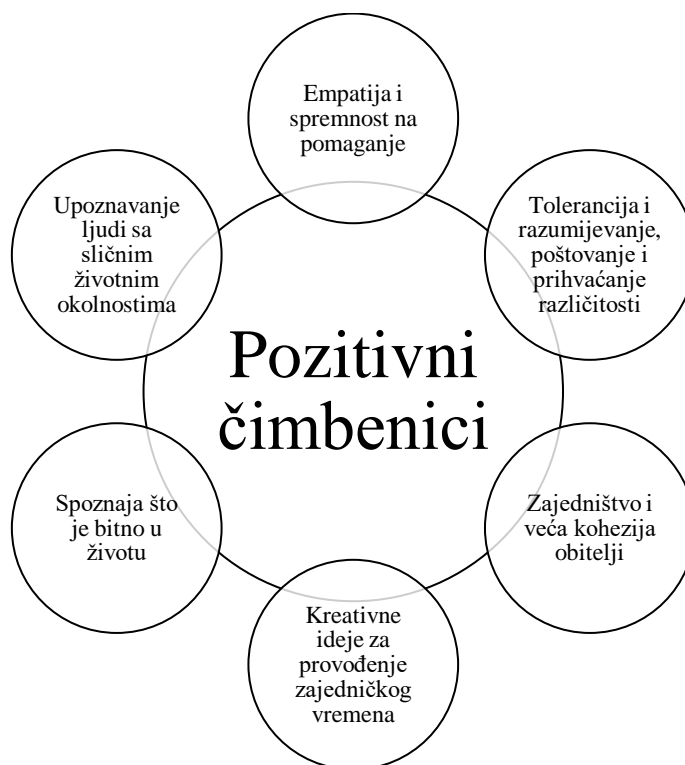 Empatija i
spremnost na
pomaganje
Tolerancija i
razumijevanje,
poštovanje i
prihvaćanje
različitosti
Zajedništvo i
veća kohezija
obitelji
Kreativne
ideje za
provođenje
zajedničkog
vremena
Spoznaja što
je bitno u
životu
Upoznavanje
ljudi sa
sličnim
životnim
okolnostima
Pozitivni
čimbenici